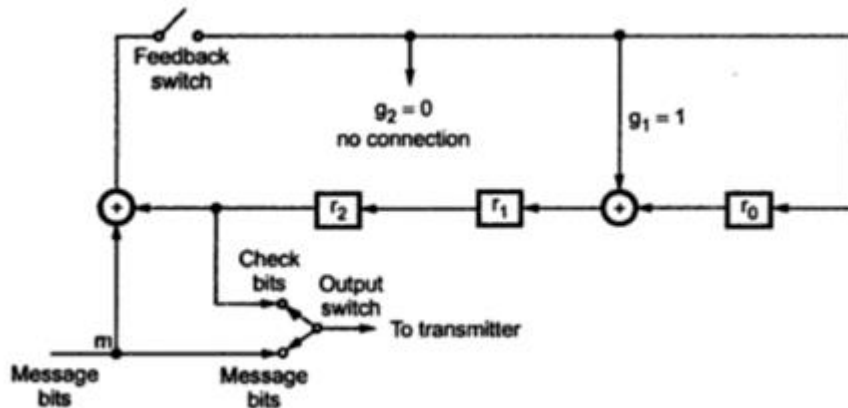 Feedback
switch
g2 = 0
no connection
g1 = 1
+
r2
r1
+
r0
Check
bits
Output
switch
To transmitter
m
Message
bits
Message
bits